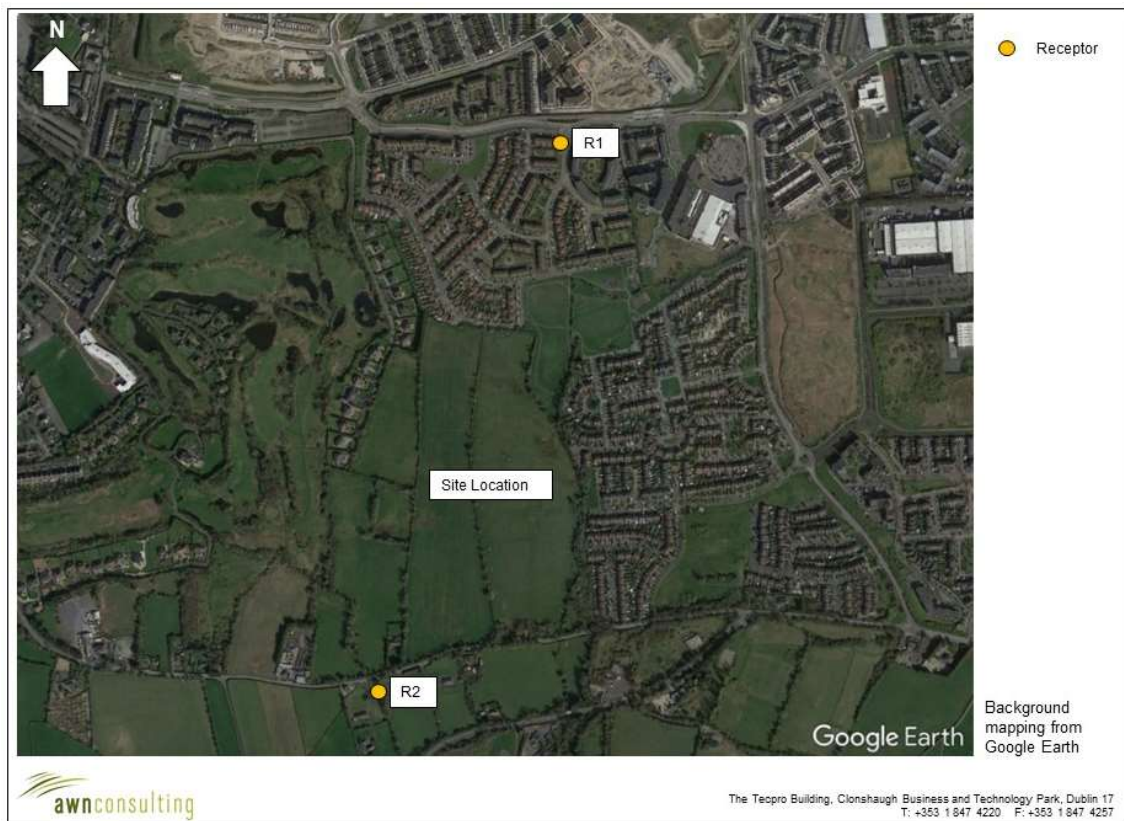 N
Receptor
R1
Site Location
R2
Google Earth
Background
mapping from
Google Earth
awnconsulting
The Tecpro Building, Clonshaugh Business and Technology Park, Dublin 17
T: +353 1 847 4220 F: +353 1 847 4257